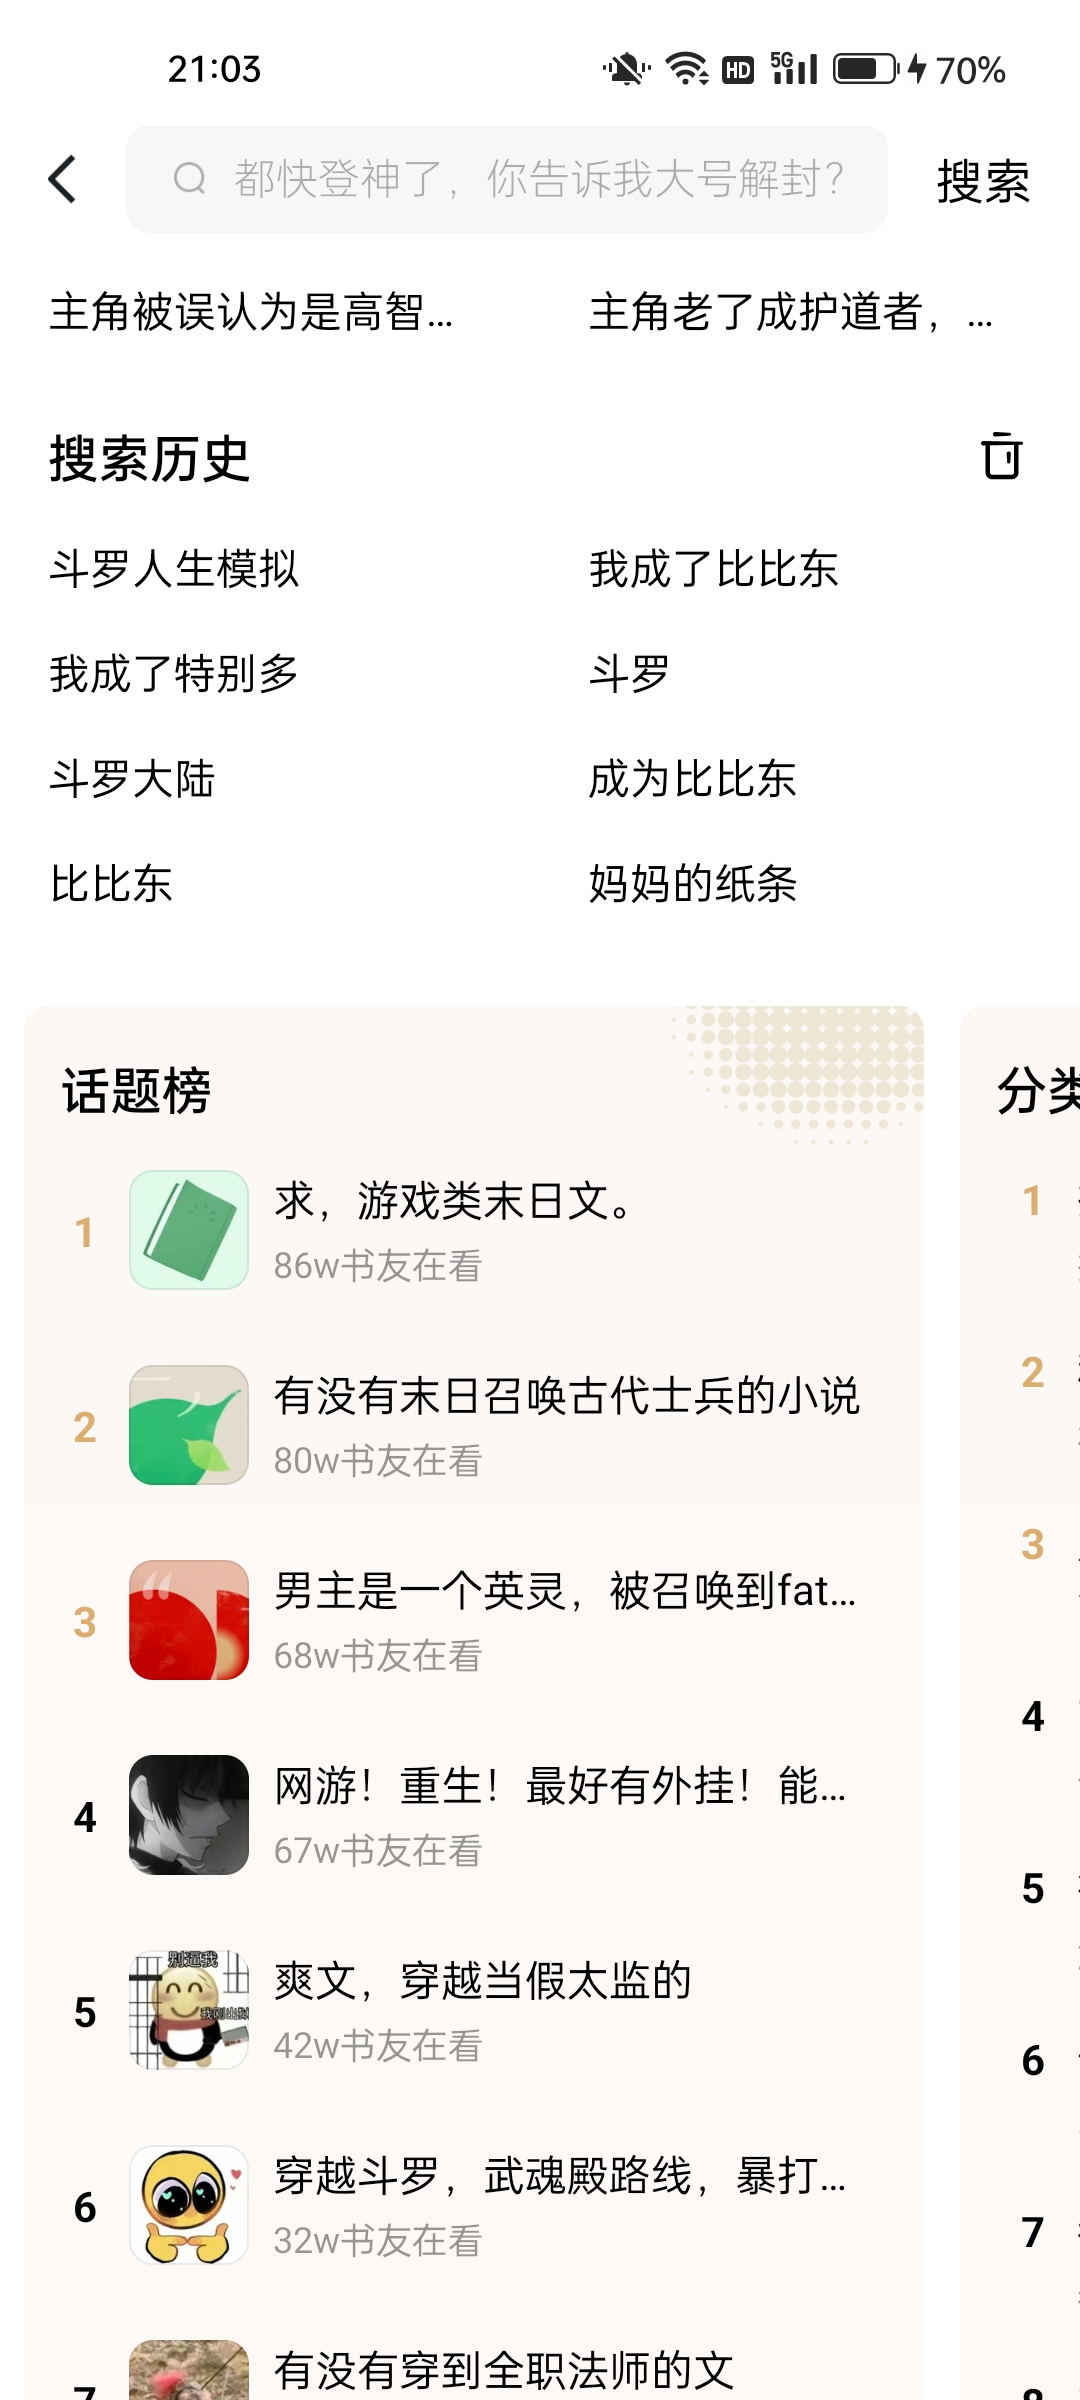 21:03 HD 5G 70%
都快登神了，你告诉我大号解封？ 搜索
主角被误认为是高智... 主角老了成护道者，...
搜索历史
斗罗人生模拟 我成了比比东
我成了特别多 斗罗
斗罗大陆 成为比比东
比比东 妈妈的纸条
话题榜
1 求，游戏类末日文。
86w书友在看
2 有没有末日召唤古代士兵的小说
80w书友在看
3 男主是一个英灵，被召唤到fat...
68w书友在看
4 网游！重生！最好有外挂！能...
67w书友在看
别逼我
5 爽文，穿越当假太监的
42w书友在看
6 穿越斗罗，武魂殿路线，暴打...
32w书友在看
7 有没有穿到全职法师的文
分类
1
2
3
4
5
6
7
8